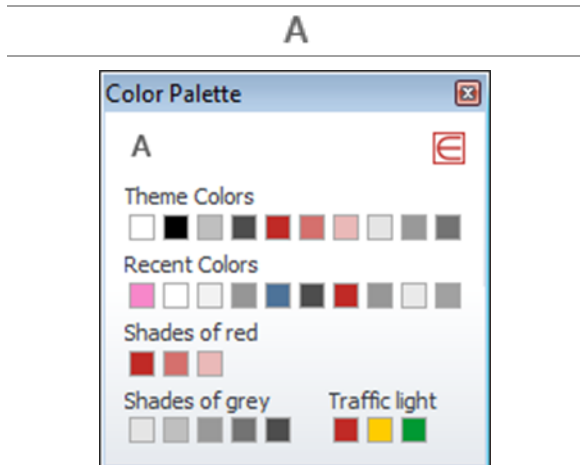 A
Color Palette
A
Theme Colors
Recent Colors
Shades of red
Shades of grey Traffic light